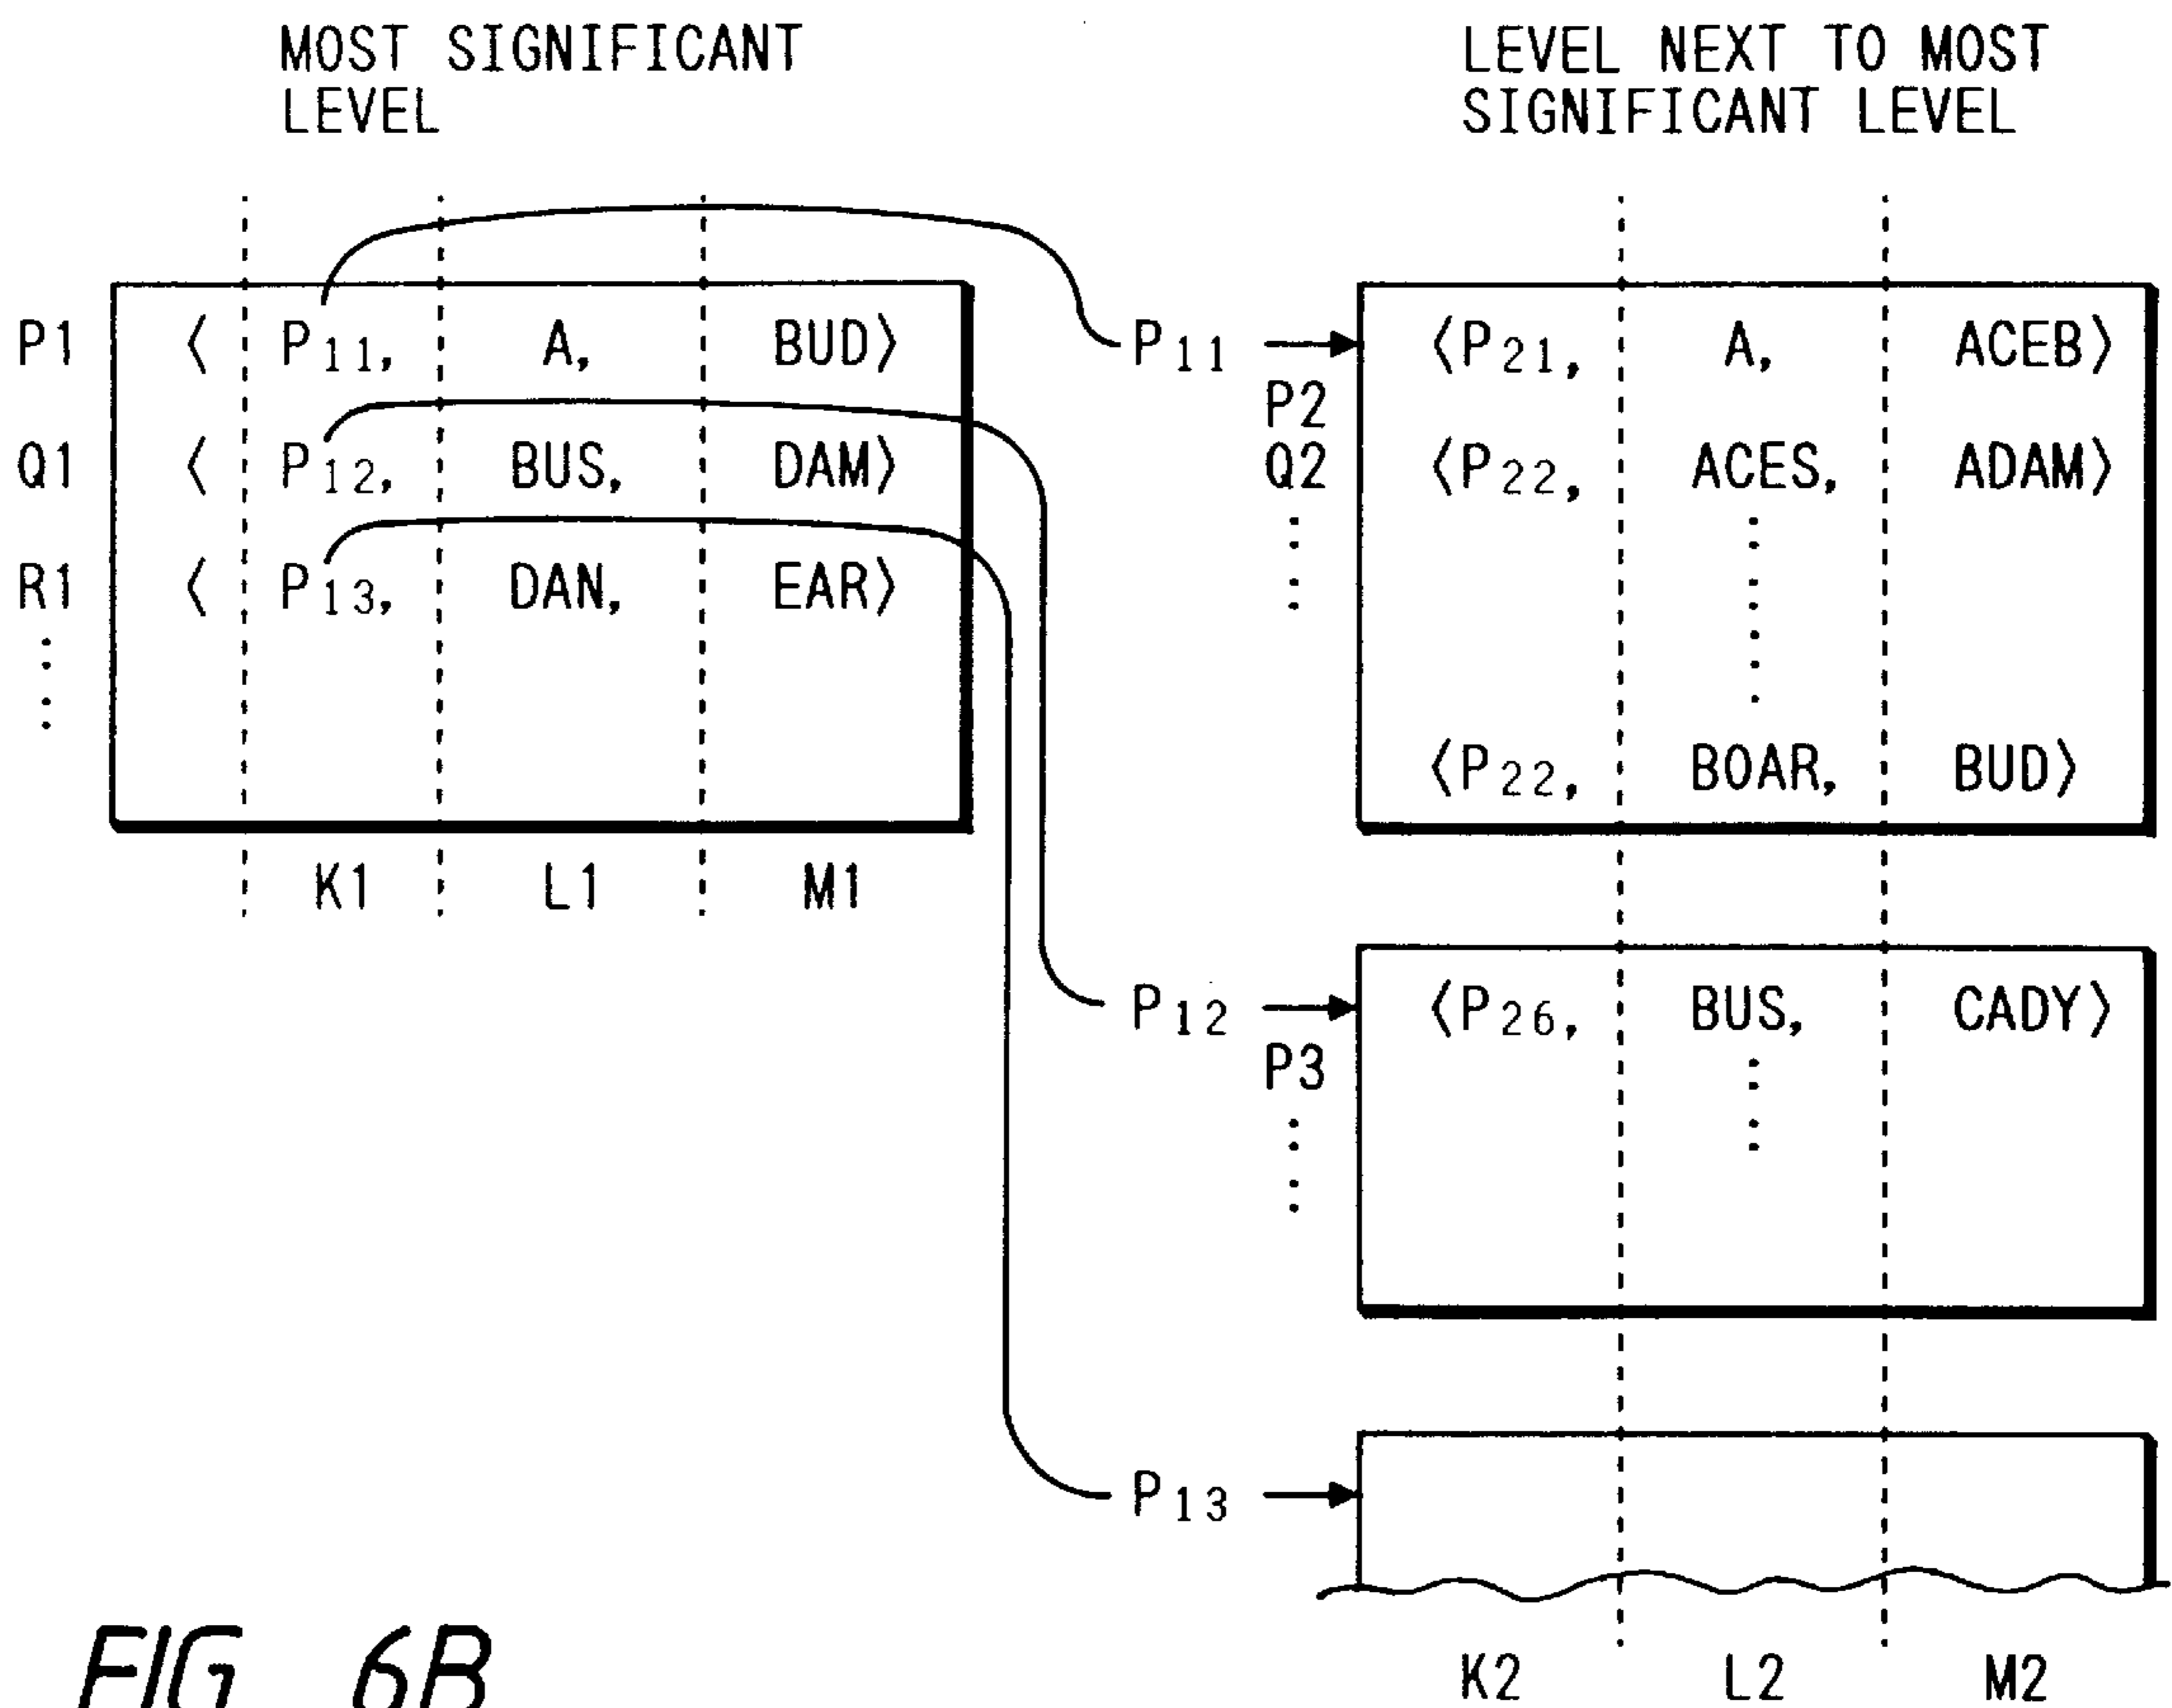 MOST SIGNIFICANT
LEVEL
LEVEL NEXT TO MOST
SIGNIFICANT LEVEL
P1 〈 P11, A, BUD〉
Q1 〈 P12, BUS, DAM〉
R1 〈 P13, DAN, EAR〉
K1 L1 M1
P11 〈P21, A, ACEB〉
P2
Q2 〈P22, ACES, ADAM〉
〈P22, BOAR, BUD〉
P12 〈P26, BUS, CADY〉
P3
P13
K2 L2 M2
FIG 6B